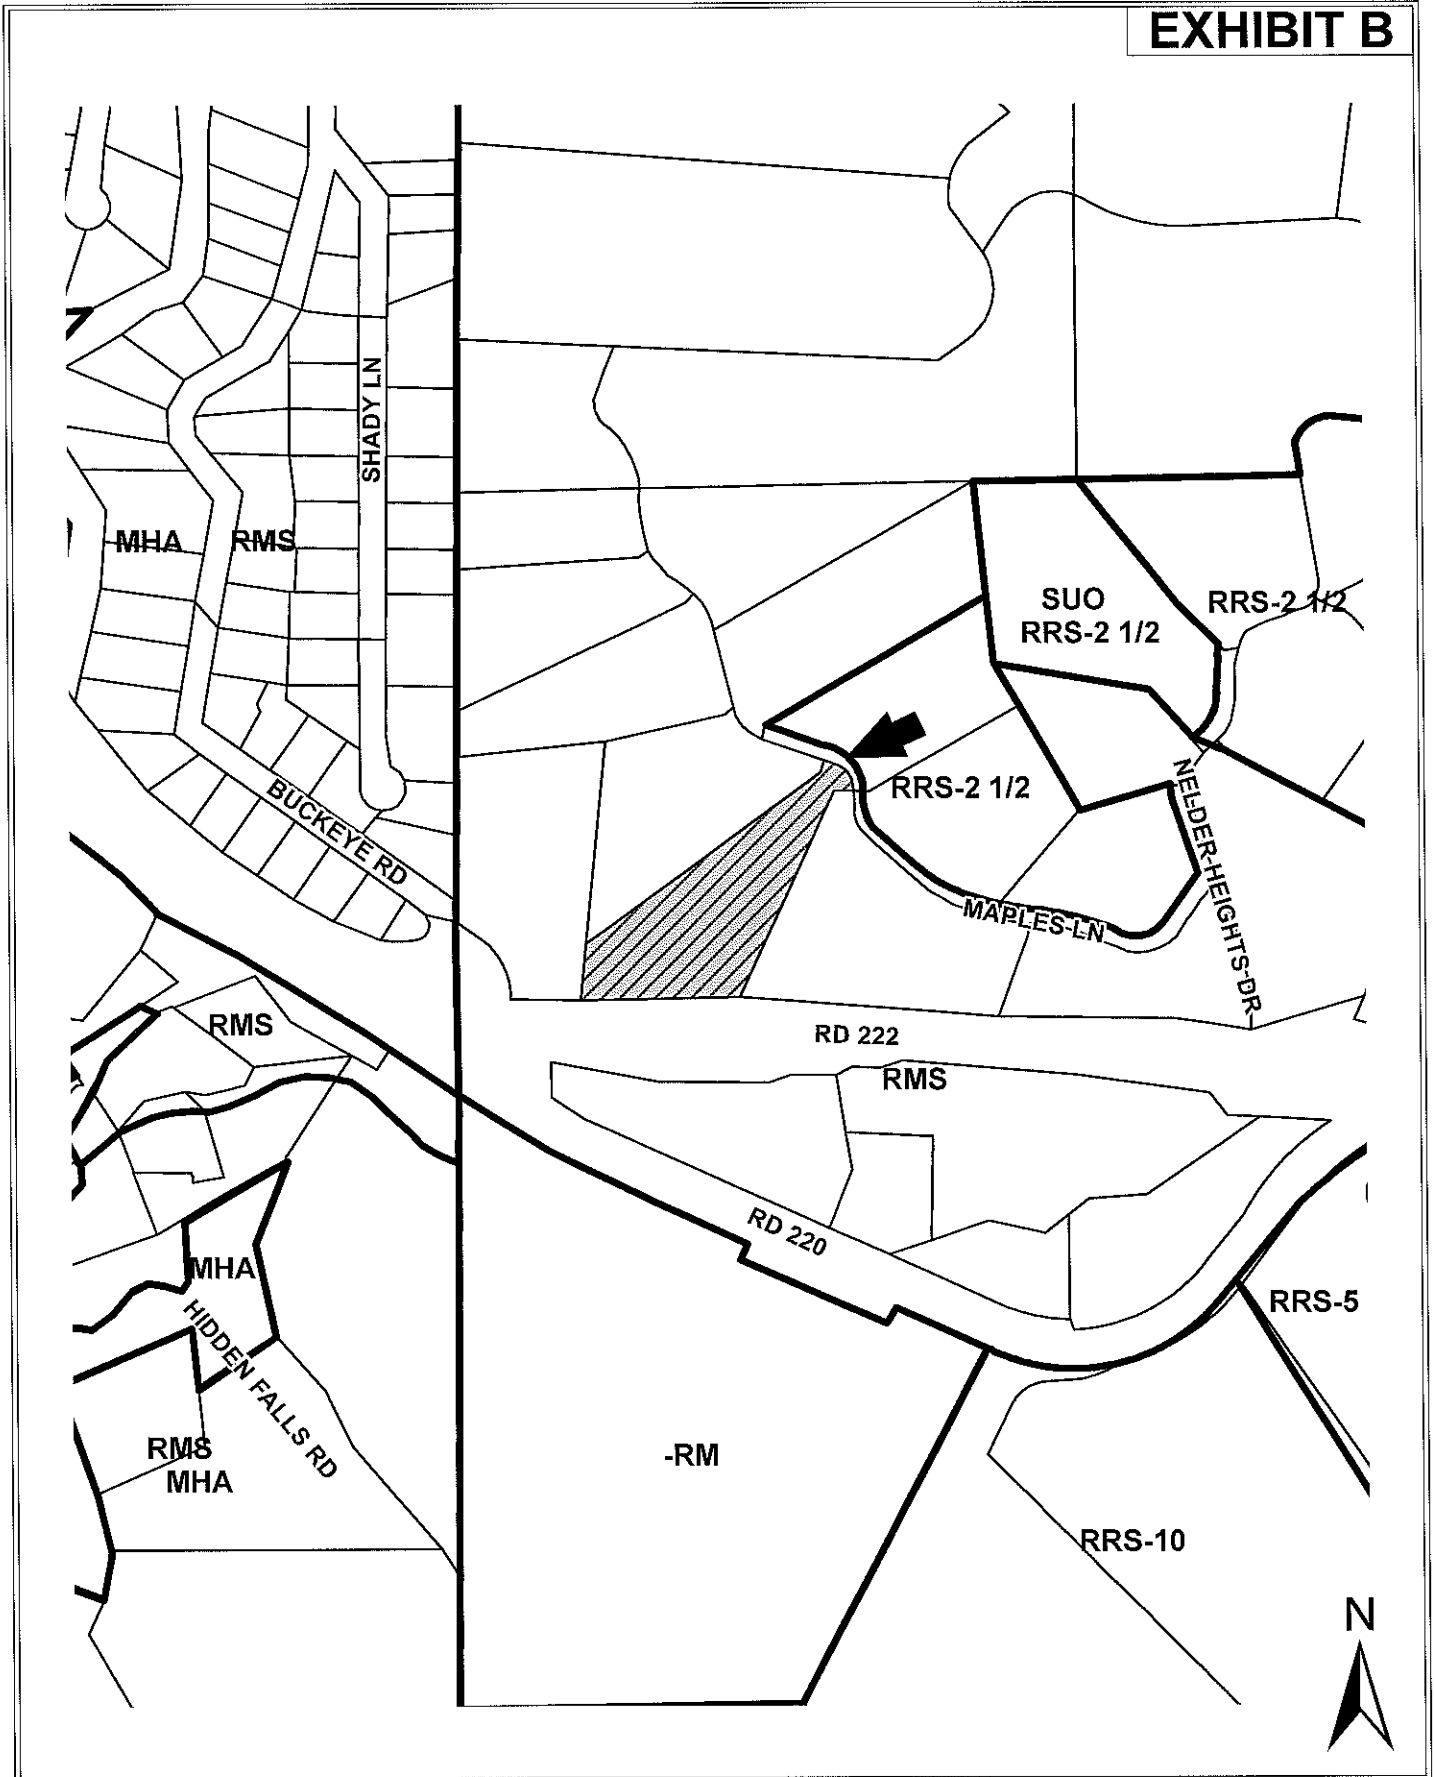 EXHIBIT B
SHADY LN
MHA
RMS
SUO
RRS-2 1/2
RRS-2 1/2
RRS-2 1/2
BUCKEYE RD
NELDER-HEIGHTS-DR
MAPLES-LN
RMS
RD 222
RMS
RD 220
MHA
RRS-5
HIDDEN FALLS RD
RMS
MHA
-RM
RRS-10
N